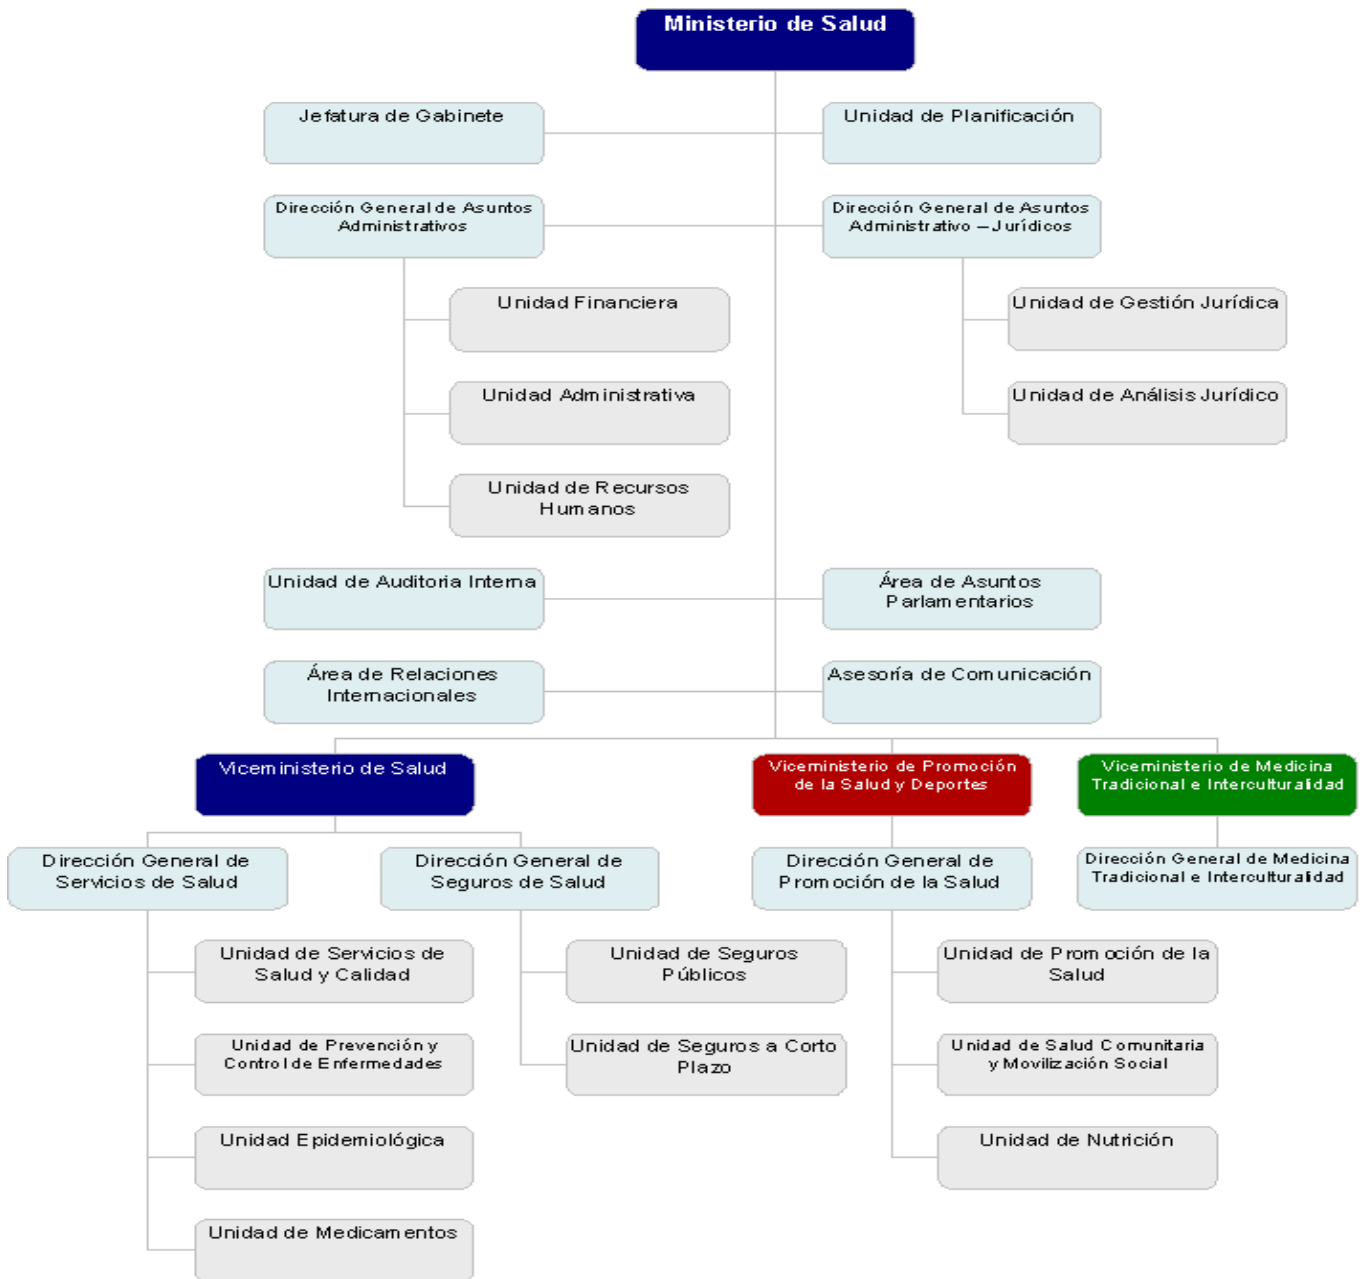 Ministerio de Salud
Jefatura de Gabinete
Unidad de Planificación
Dirección General de Asuntos
Administrativos
Dirección General de Asuntos
Administrativo – Jurídicos
Unidad Financiera
Unidad de Gestión Jurídica
Unidad Administrativa
Unidad de Análisis Jurídico
Unidad de Recursos
Humanos
Unidad de Auditoria Interna
Área de Asuntos
Parlamentarios
Área de Relaciones
Internacionales
Asesoría de Comunicación
Viceministerio de Salud
Viceministerio de Promoción
de la Salud y Deportes
Viceministerio de Medicina
Tradicional e Interculturalidad
Dirección General de
Servicios de Salud
Dirección General de
Seguros de Salud
Dirección General de
Promoción de la Salud
Dirección General de Medicina
Tradicional e Interculturalidad
Unidad de Servicios de
Salud y Calidad
Unidad de Seguros
Públicos
Unidad de Promoción de la
Salud
Unidad de Prevención y
Control de Enfermedades
Unidad de Seguros a Corto
Plazo
Unidad de Salud Comunitaria
y Movilización Social
Unidad Epidemiológica
Unidad de Nutrición
Unidad de Medicamentos